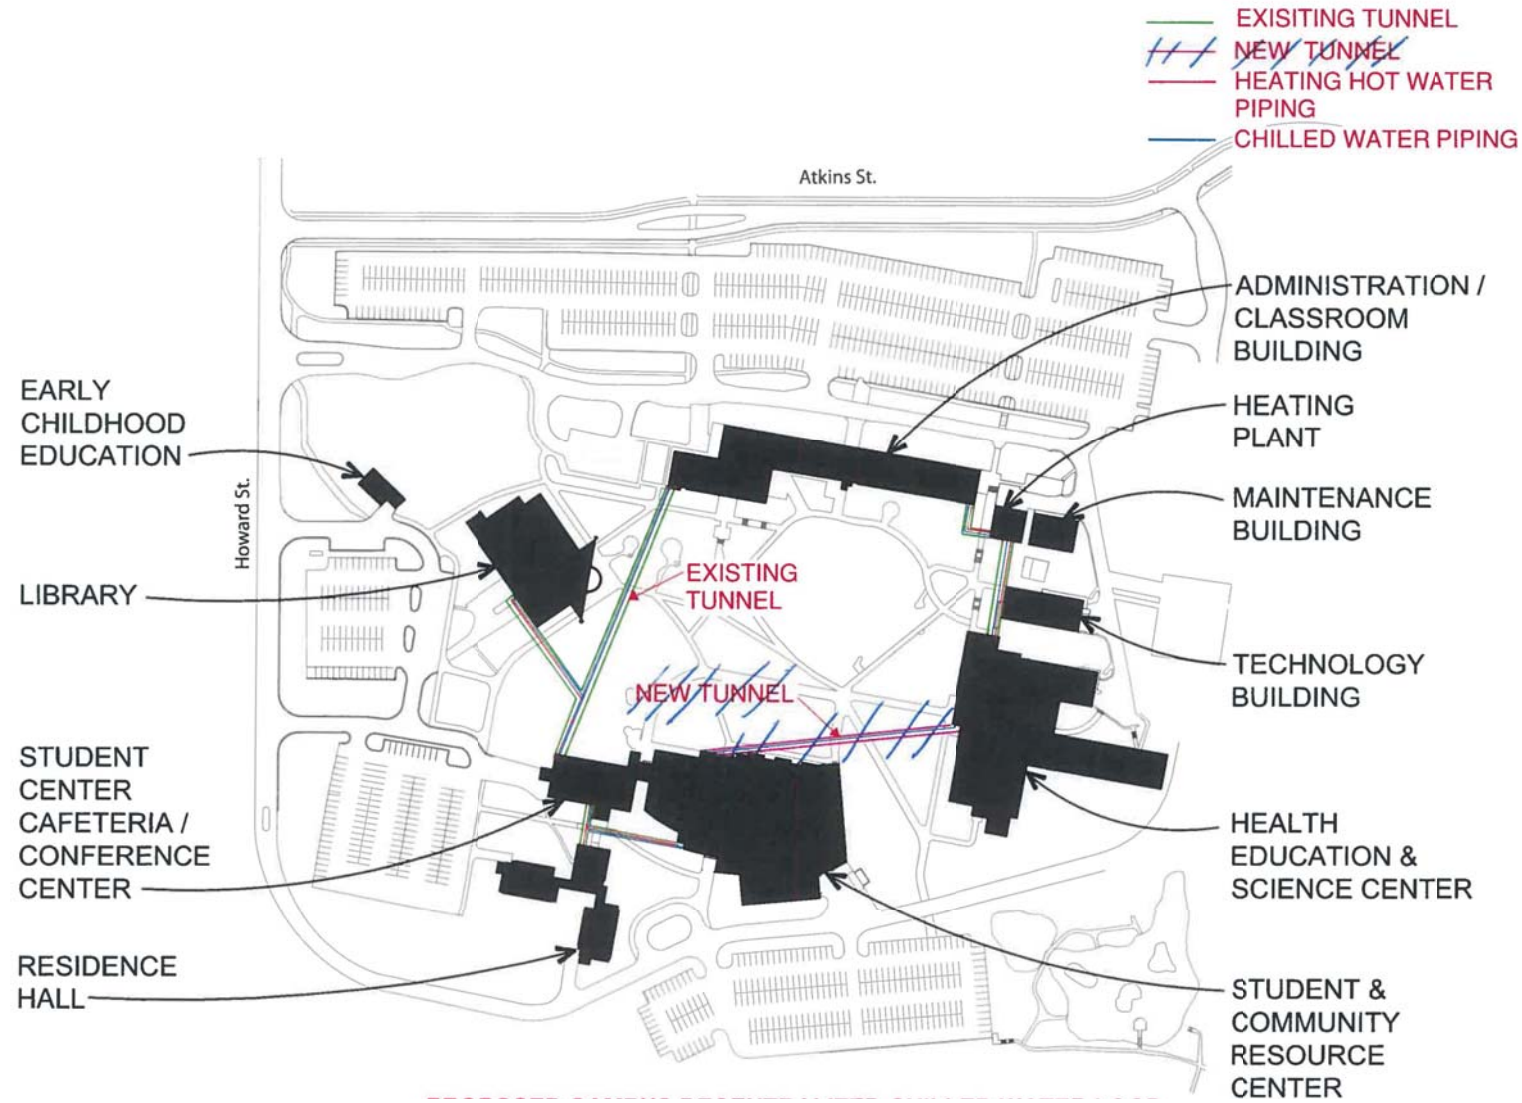 EXISITING TUNNEL
NEW TUNNEL
HEATING HOT WATER
PIPING
CHILLED WATER PIPING
Atkins St.
ADMINISTRATION /
CLASSROOM
BUILDING
HEATING
PLANT
MAINTENANCE
BUILDING
TECHNOLOGY
BUILDING
HEALTH
EDUCATION &
SCIENCE CENTER
STUDENT &
COMMUNITY
RESOURCE
CENTER
EARLY
CHILDHOOD
EDUCATION
Howard St.
LIBRARY
EXISTING
TUNNEL
NEW TUNNEL
STUDENT
CENTER
CAFETERIA /
CONFERENCE
CENTER
RESIDENCE
HALL